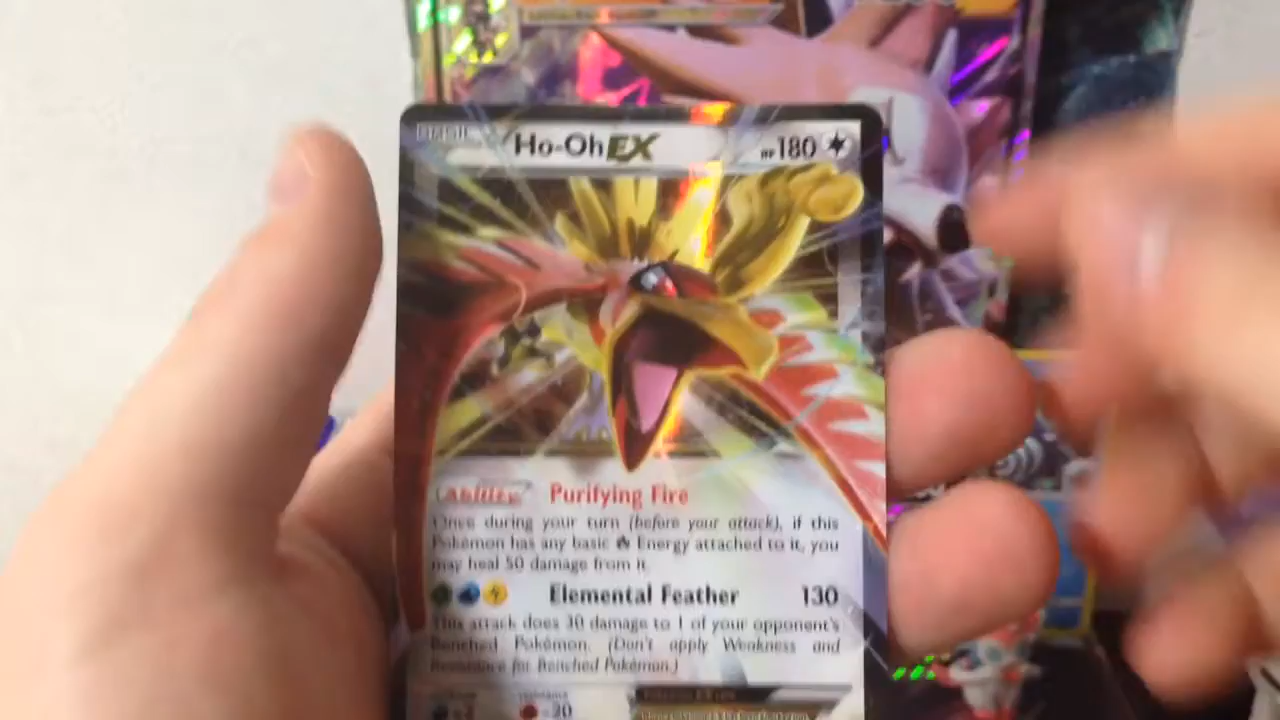 Ho-Oh EX HP180
Ability Purifying Fire
Once during your turn (before your attack), if this
Pokémon has any basic Energy attached to it, you
may heal 50 damage from it.
Elemental Feather 130
This attack does 30 damage to 1 of your opponent's
Benched Pokémon. (Don't apply Weakness and
Resistance for Benched Pokémon.)
-20